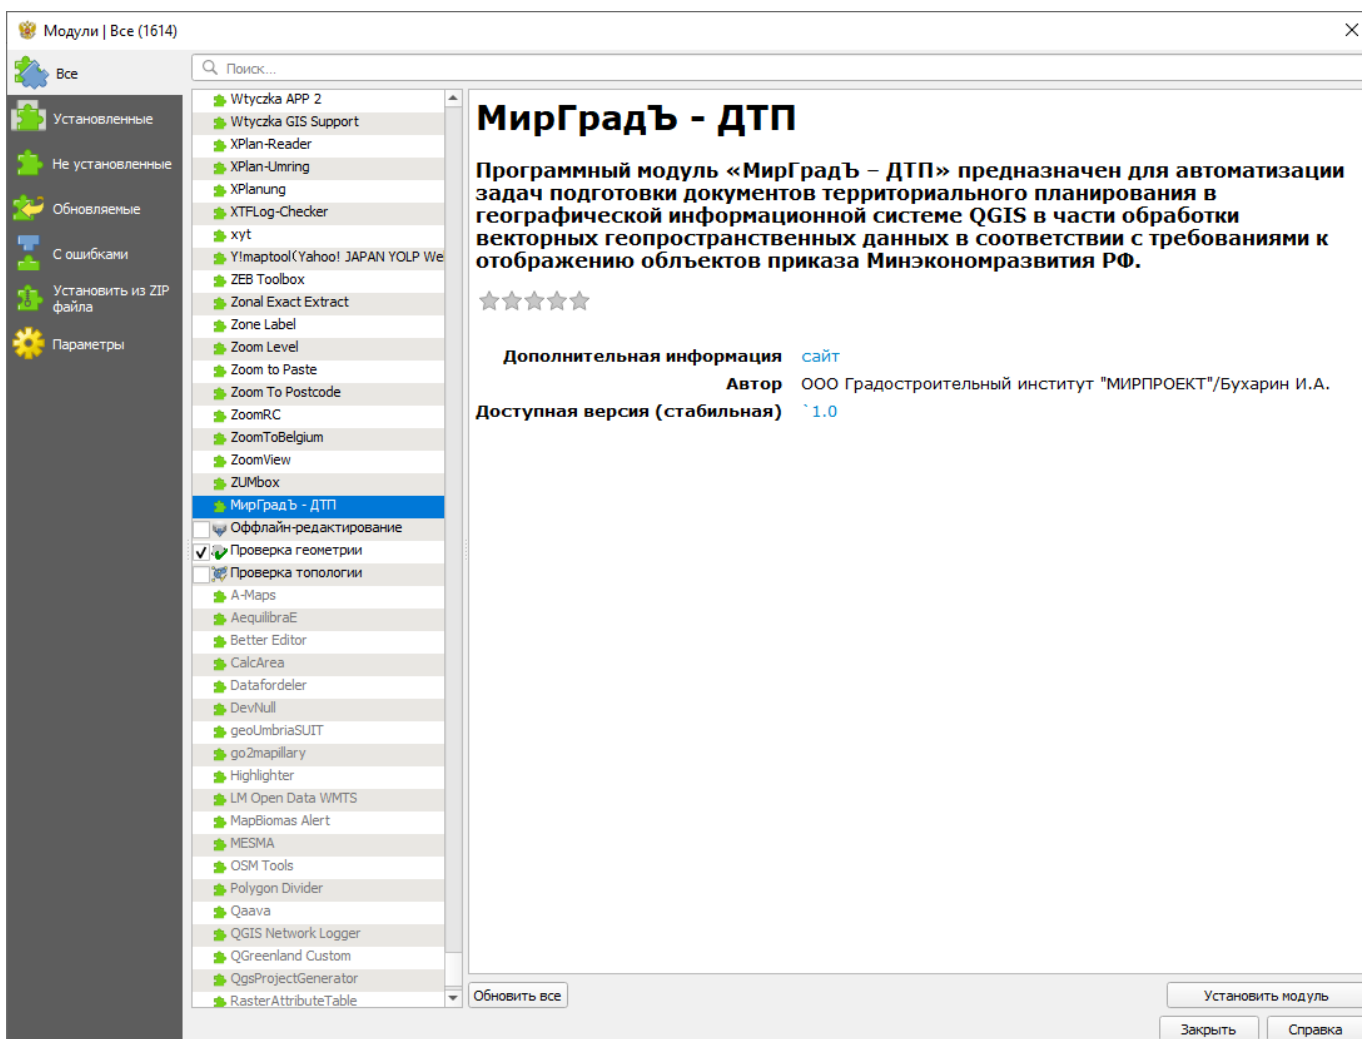 Модули | Все (1614)
Все
Установленные
Не установленные
Обновляемые
С ошибками
Установить из ZIP
файла
Параметры
Поиск...
Wtyczka APP 2
Wtyczka GIS Support
XPlan-Reader
XPlan-Umring
XPlanung
XTFLog-Checker
xyt
Y!maptool(Yahoo! JAPAN YOLP We
ZEB Toolbox
Zonal Exact Extract
Zone Label
Zoom Level
Zoom to Paste
Zoom To Postcode
ZoomRC
ZoomToBelgium
ZoomView
ZUMbox
МирГрадЪ - ДТП
Оффлайн-редактирование
Проверка геометрии
Проверка топологии
A-Maps
AequilibraE
Better Editor
CalcArea
Datafordeler
DevNull
geoUmbriaSUIT
go2mapillary
Highlighter
LM Open Data WMTS
MapBiomas Alert
MESMA
OSM Tools
Polygon Divider
Qaava
QGIS Network Logger
QGreenland Custom
QgsProjectGenerator
RasterAttributeTable
МирГрадЪ - ДТП
Программный модуль «МирГрадЪ – ДТП» предназначен для автоматизации
задач подготовки документов территориального планирования в
географической информационной системе QGIS в части обработки
векторных геопространственных данных в соответствии с требованиями к
отображению облъектов приказа Минэкономразвития РФ.
Дополнительная информация сайт
Автор ООО Градостроительный институт "МИРПРОЕКТ"/Бухарин И.А.
Доступная версия (стабильная) `1.0
Обновить все
Установить модуль
Закрыть
Справка